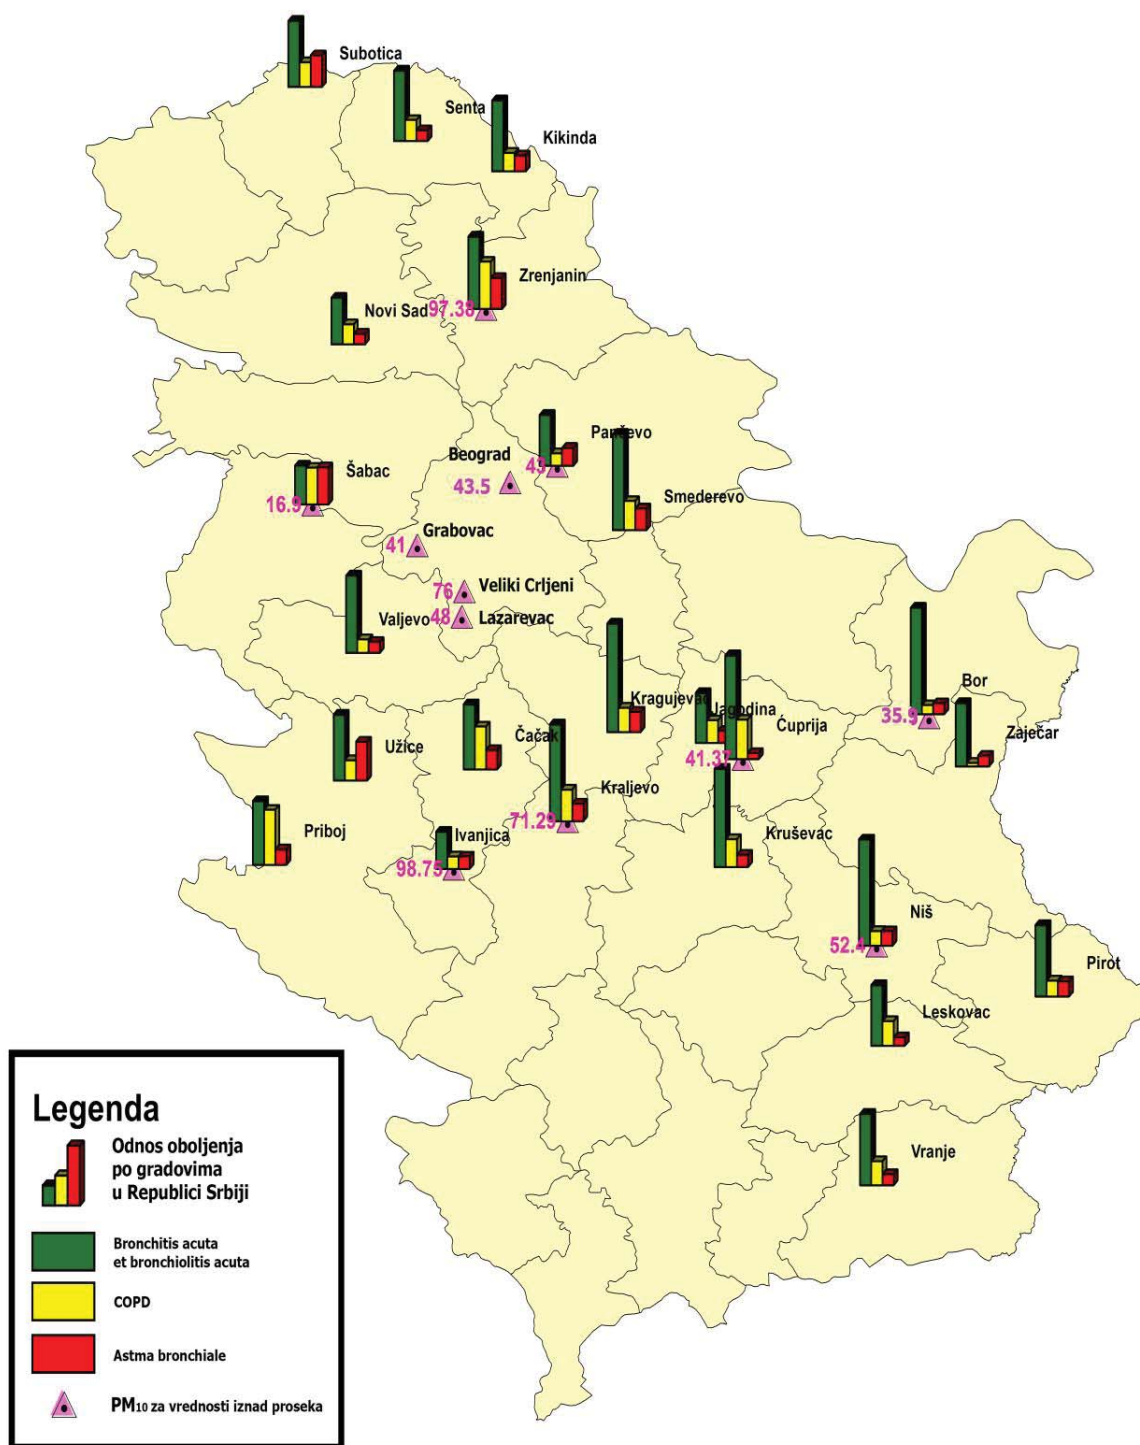 Subotica
Senta
Kikinda
Zrenjanin
97.38
Novi Sad
Pančevo
43
Beograd
43.5
Šabac
16.9
Smederevo
Grabovac
41
Veliki Crljeni
76
Lazarevac
48
Valjevo
Bor
35.9
Kragujevac
Jagodina
Ćuprija
41.37
Zaječar
Užice
Čačak
Kraljevo
71.29
Priboj
Ivanjica
98.75
Kruševac
Niš
52.4
Pirot
Leskovac
Vranje
Legenda
Odnos oboljenja
po gradovima
u Republici Srbiji
Bronchitis acuta
et bronchiolitis acuta
COPD
Astma bronchiale
PM10 za vrednosti iznad proseka